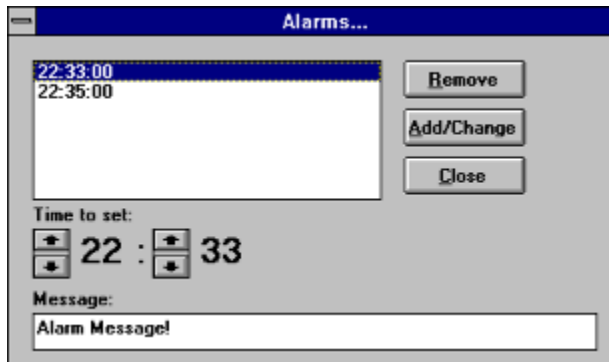 Alarms...
22:33:00
22:35:00
Remove
Add/Change
Close
Time to set:
22 : 33
Message:
Alarm Message!